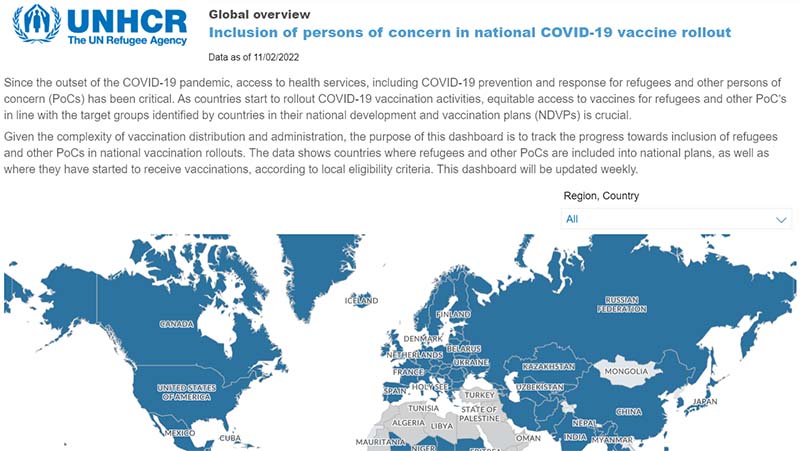 UNHCR
The UN Refugee Agency
Global overview
Inclusion of persons of concern in national COVID-19 vaccine rollout
Data as of 11/02/2022
Since the outset of the COVID-19 pandemic, access to health services, including COVID-19 prevention and response for refugees and other persons of
concern (PoCs) has been critical. As countries start to rollout COVID-19 vaccination activities, equitable access to vaccines for refugees and other PoC's
in line with the target groups identified by countries in their national development and vaccination plans (NDVPs) is crucial.
Given the complexity of vaccination distribution and administration, the purpose of this dashboard is to track the progress towards inclusion of refugees
and other PoCs in national vaccination rollouts. The data shows countries where refugees and other PoCs are included into national plans, as well as
where they have started to receive vaccinations, according to local eligibility criteria. This dashboard will be updated weekly.
Region, Country
All
ICELAND
RUSSIAN
FEDERATION
FINLAND
CANADA
DENMARK
BELARUS
NETHERLANDS
UKRAINE
KAZAKHSTAN
FRANCE
MONGOLIA
UNITED STATES
OF AMERICA
SPAIN
HOLY SEE
UZBEKISTAN
TURKEY
JAPAN
TUNISIA
STATE OF
PALESTINE
CHINA
ALGERIA
LIBYA
NEPAL
MEXICO
CUBA
MAURITANIA
OMAN
INDIA
MYANMAR
NIGER
ERITREA